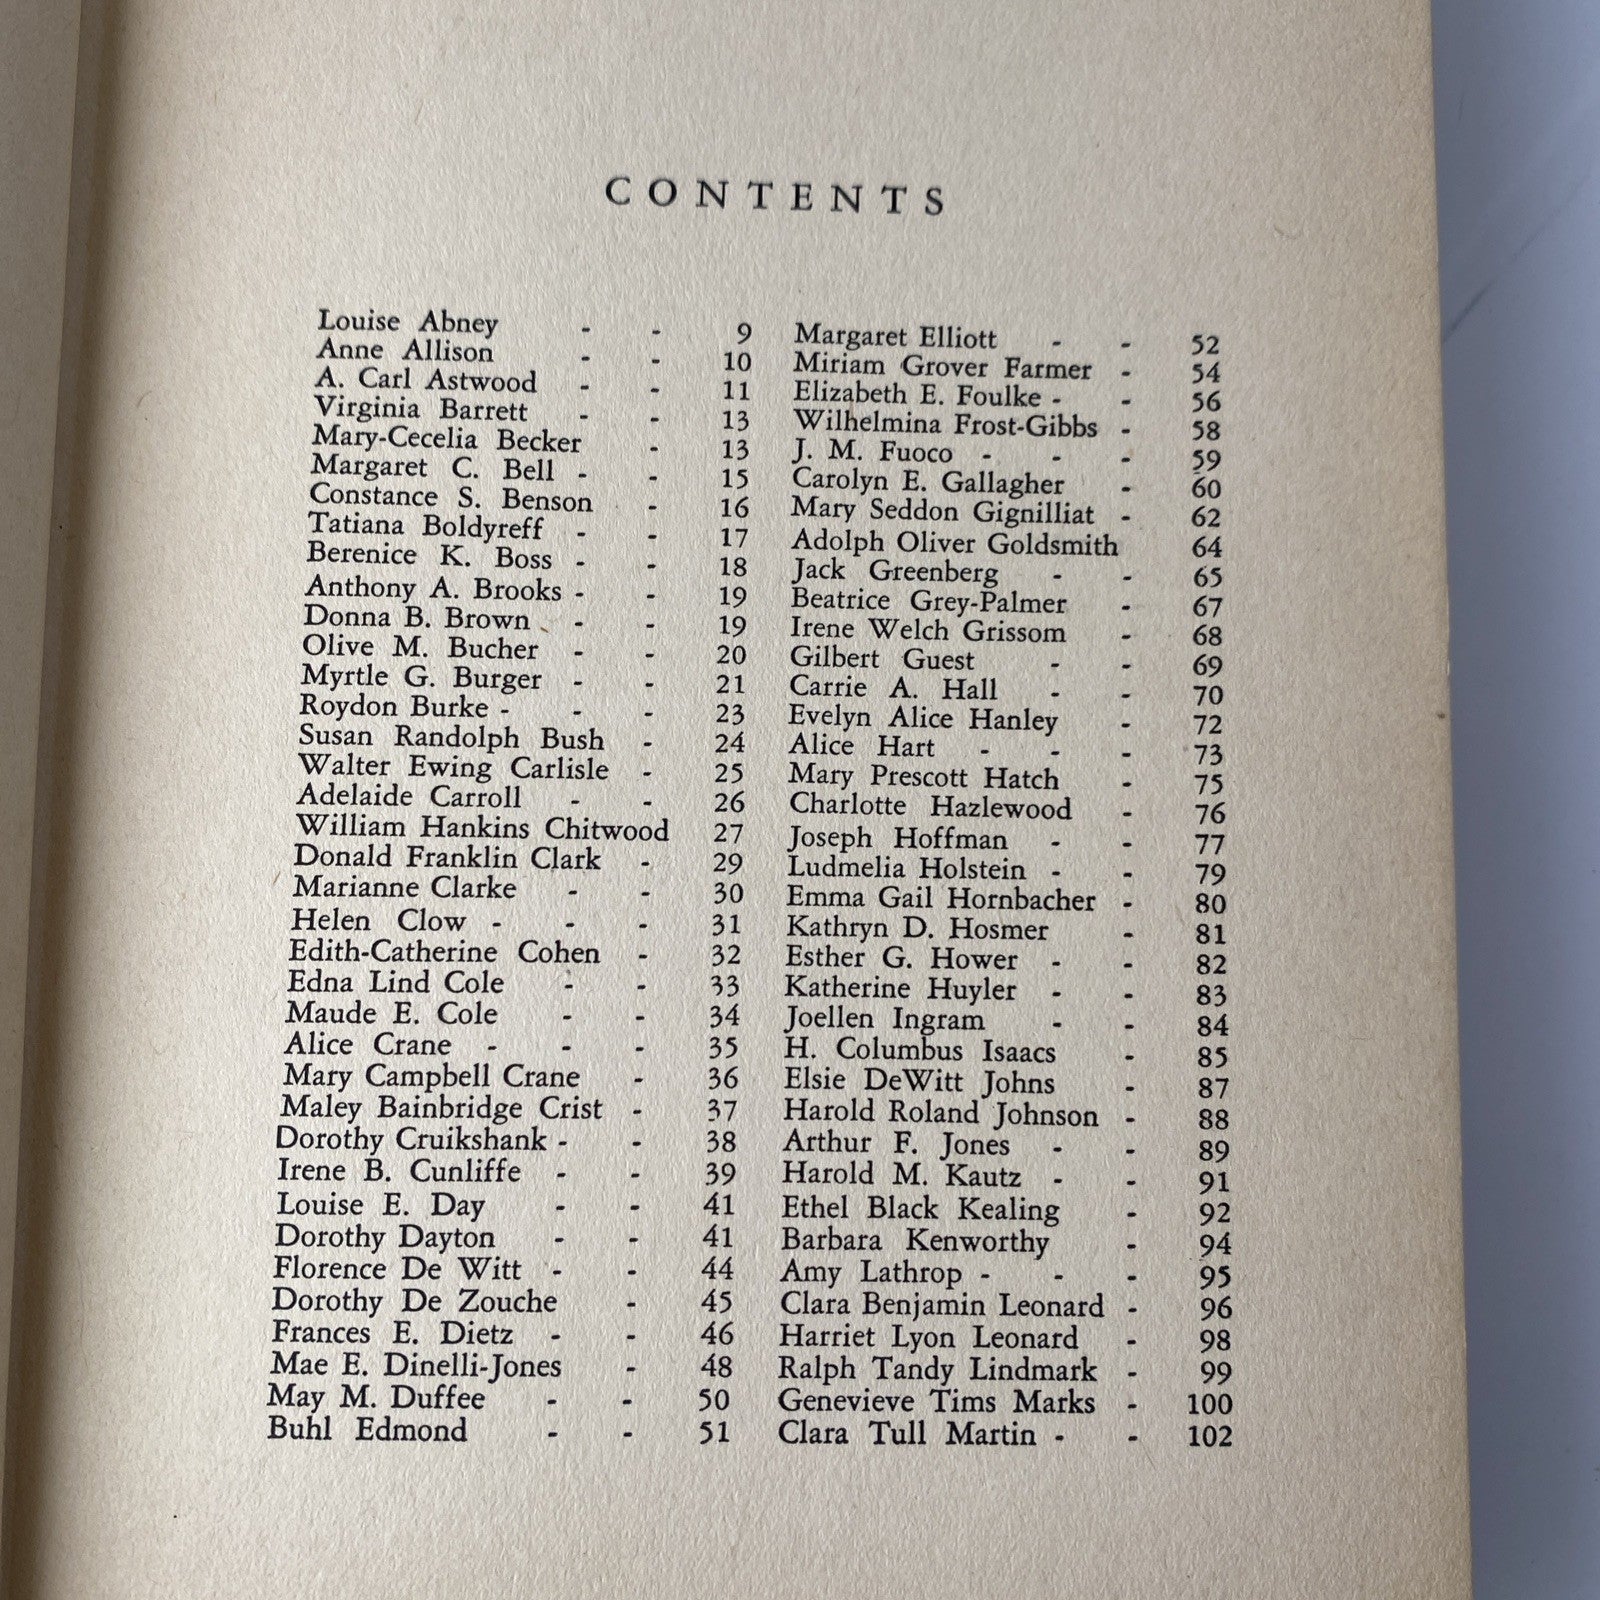 CONTENTS
Louise Abney - - 9
Anne Allison - - 10
A. Carl Astwood - - 11
Virginia Barrett - - 13
Mary-Cecelia Becker - 13
Margaret C. Bell - - 15
Constance S. Benson - 16
Tatiana Boldyreff - - 17
Berenice K. Boss - - 18
Anthony A. Brooks - - 19
Donna B. Brown - - 19
Olive M. Bucher - - 20
Myrtle G. Burger - - 21
Roydon Burke - - - 23
Susan Randolph Bush - 24
Walter Ewing Carlisle - 25
Adelaide Carroll - - 26
William Hankins Chitwood 27
Donald Franklin Clark - 29
Marianne Clarke - - 30
Helen Clow - - - 31
Edith-Catherine Cohen - 32
Edna Lind Cole - - 33
Maude E. Cole - - 34
Alice Crane - - - 35
Mary Campbell Crane - 36
Maley Bainbridge Crist - 37
Dorothy Cruikshank - - 38
Irene B. Cunliffe - - 39
Louise E. Day - - 41
Dorothy Dayton - - 41
Florence De Witt - - 44
Dorothy De Zouche - 45
Frances E. Dietz - - 46
Mae E. Dinelli-Jones - 48
May M. Duffee - - 50
Buhl Edmond - - 51
Margaret Elliott - - 52
Miriam Grover Farmer - 54
Elizabeth E. Foulke - - 56
Wilhelmina Frost-Gibbs - 58
J. M. Fuoco - - - 59
Carolyn E. Gallagher - 60
Mary Seddon Gignilliat - 62
Adolph Oliver Goldsmith 64
Jack Greenberg - - 65
Beatrice Grey-Palmer - 67
Irene Welch Grissom - 68
Gilbert Guest - - 69
Carrie A. Hall - - 70
Evelyn Alice Hanley - 72
Alice Hart - - - 73
Mary Prescott Hatch - 75
Charlotte Hazlewood - 76
Joseph Hoffman - - 77
Ludmelia Holstein - - 79
Emma Gail Hornbacher - 80
Kathryn D. Hosmer - 81
Esther G. Hower - - 82
Katherine Huyler - - 83
Joellen Ingram - - 84
H. Columbus Isaacs - 85
Elsie DeWitt Johns - 87
Harold Roland Johnson - 88
Arthur F. Jones - - 89
Harold M. Kautz - - 91
Ethel Black Kealing - 92
Barbara Kenworthy - 94
Amy Lathrop - - - 95
Clara Benjamin Leonard - 96
Harriet Lyon Leonard - 98
Ralph Tandy Lindmark - 99
Genevieve Tims Marks - 100
Clara Tull Martin - - 102